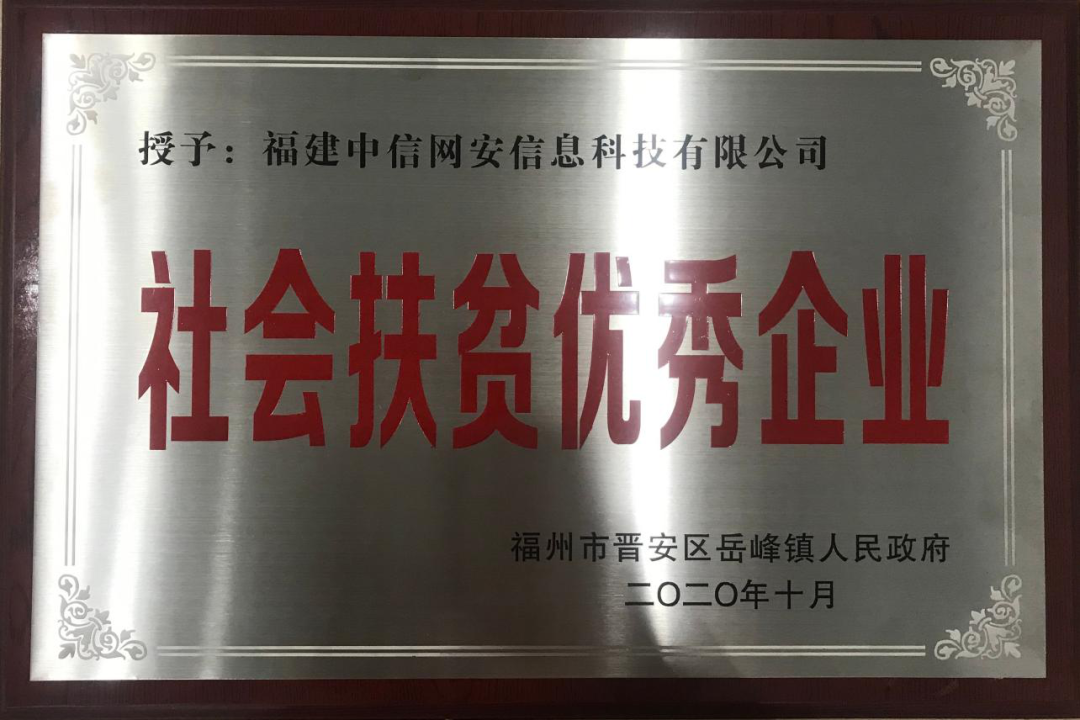 授予：福建中信网安信息科技有限公司
社会扶贫优秀企业
福州市晋安区岳峰镇人民政府
二〇二〇年十月